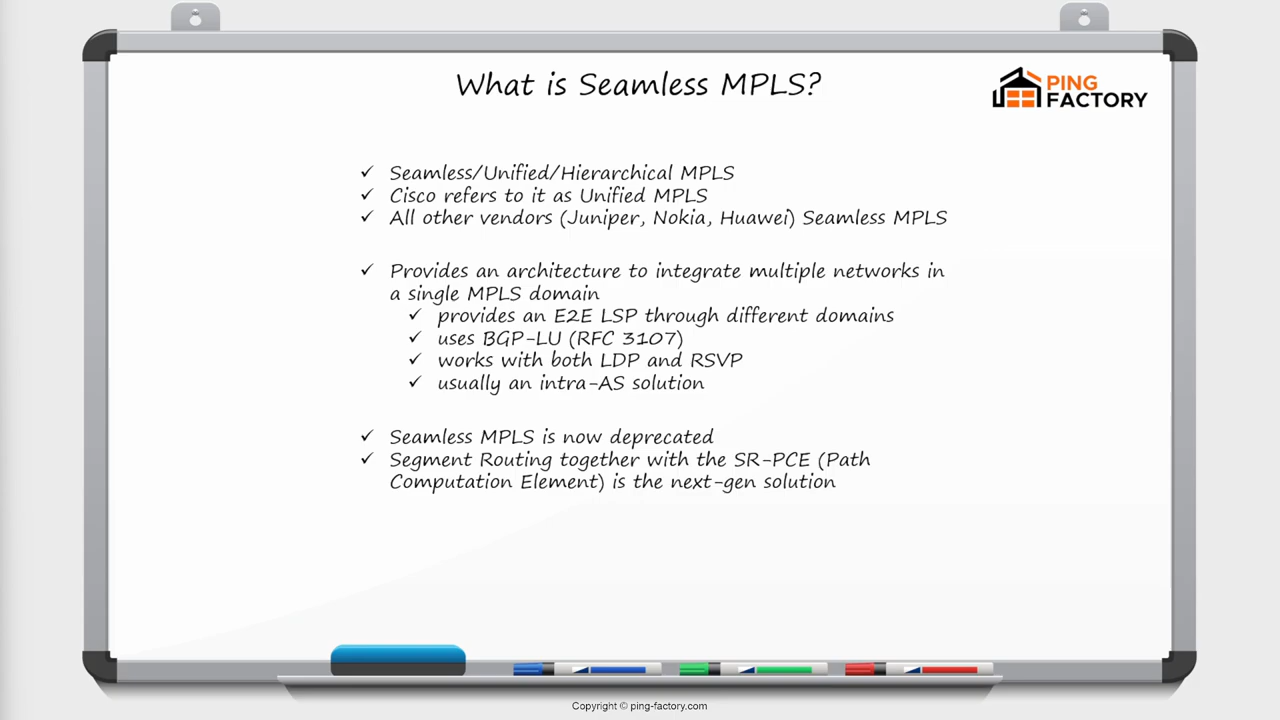 What is Seamless MPLS?
PING
FACTORY
✓ Seamless/Unified/Hierarchical MPLS
✓ Cisco refers to it as Unified MPLS
✓ All other vendors (Juniper, Nokia, Huawei) Seamless MPLS
✓ Provides an architecture to integrate multiple networks in
a single MPLS domain
✓ provides an E2E LSP through different domains
✓ uses BGP-LU (RFC 3107)
✓ works with both LDP and RSVP
✓ usually an intra-AS solution
✓ Seamless MPLS is now deprecated
✓ Segment Routing together with the SR-PCE (Path
Computation Element) is the next-gen solution
Copyright © ping-factory.com